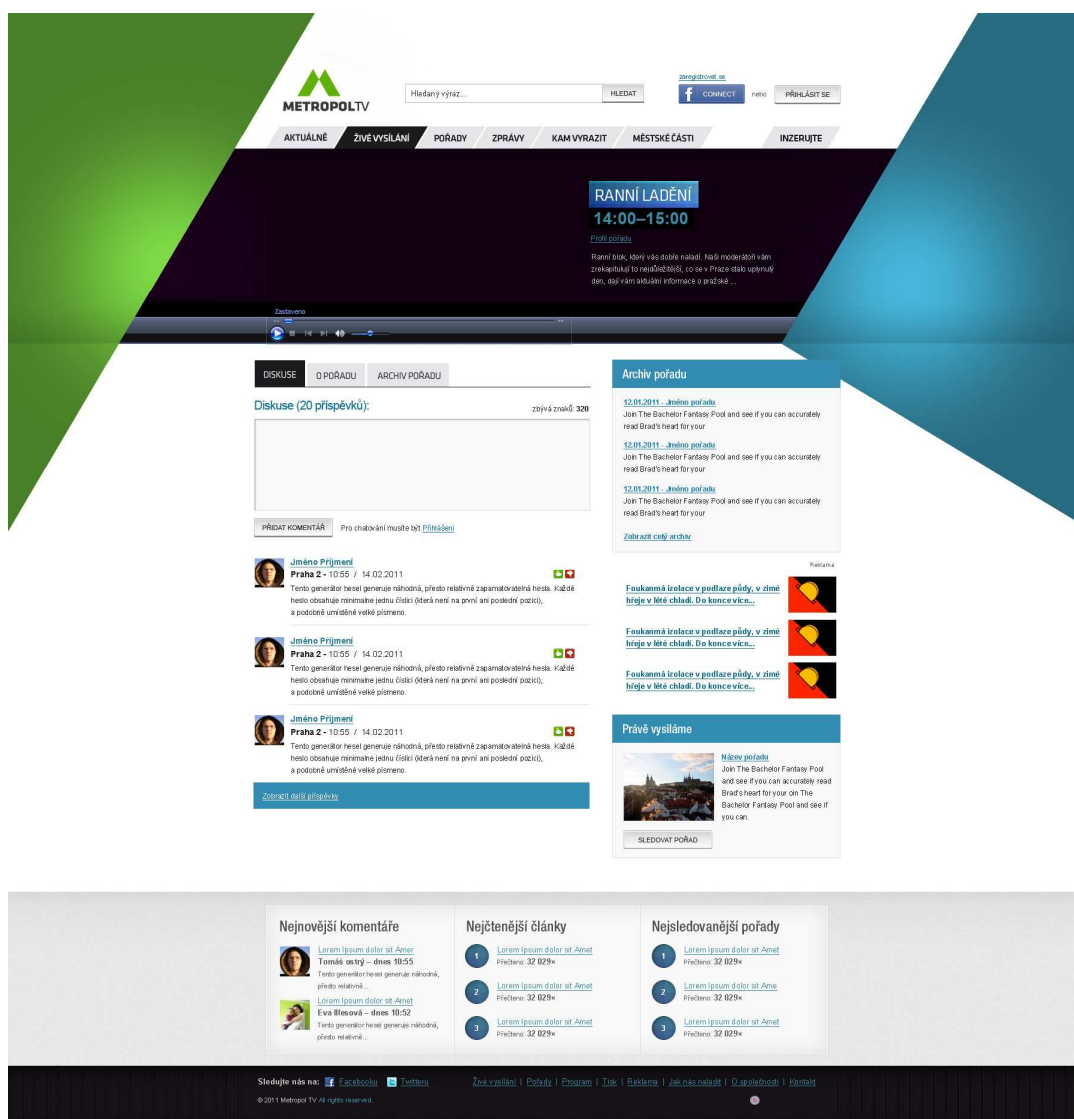 zaregistrovat se
METROPOLTV
Hledaný výraz...
HLEDAT
CONNECT
nebo
PŘIHLÁSIT SE
AKTUÁLNĚ
ŽIVÉ VYSÍLÁNÍ
POŘADY
ZPRÁVY
KAM VYRAZIT
MĚSTSKÉ ČÁSTI
INZERUJTE
RANNÍ LADĚNÍ
14:00–15:00
Profil pořadu
Ranní blok, který vás dobře naladí. Naši moderátoři vám
zrekapitulují to nejdůležitější, co se v Praze stalo uplynulý
den, dají vám aktuální informace o pražské ...
Zastaveno
DISKUSE
O POŘADU
ARCHIV POŘADU
Diskuse (20 příspěvků):
zbývá znaků: 320
PŘIDAT KOMENTÁŘ
Pro chatování musíte být Přihlášeni
Jméno Příjmení
Praha 2 - 10:55 / 14.02.2011
Tento generátor hesel generuje náhodná, přesto relativně zapamatovatelná hesla. Každé
heslo obsahuje minimalne jednu číslici (která není na první ani poslední pozici),
a podobně umístěné velké písmeno.
Jméno Příjmení
Praha 2 - 10:55 / 14.02.2011
Tento generátor hesel generuje náhodná, přesto relativně zapamatovatelná hesla. Každé
heslo obsahuje minimalne jednu číslici (která není na první ani poslední pozici),
a podobně umístěné velké písmeno.
Jméno Příjmení
Praha 2 - 10:55 / 14.02.2011
Tento generátor hesel generuje náhodná, přesto relativně zapamatovatelná hesla. Každé
heslo obsahuje minimalne jednu číslici (která není na první ani poslední pozici),
a podobně umístěné velké písmeno.
Zobrazit další příspěvky
Archiv pořadu
12.01.2011 - Jméno pořadu
Join The Bachelor Fantasy Pool and see if you can accurately
read Brad's heart for your
12.01.2011 - Jméno pořadu
Join The Bachelor Fantasy Pool and see if you can accurately
read Brad's heart for your
12.01.2011 - Jméno pořadu
Join The Bachelor Fantasy Pool and see if you can accurately
read Brad's heart for your
Zobrazit celý archiv
Reklama
Foukanmá izolace v podlaze půdy, v zimě
hřeje v létě chladí. Do konce více...
Foukanmá izolace v podlaze půdy, v zimě
hřeje v létě chladí. Do konce více...
Foukanmá izolace v podlaze půdy, v zimě
hřeje v létě chladí. Do konce více...
Právě vysíláme
Název pořadu
Join The Bachelor Fantasy Pool
and see if you can accurately read
Brad's heart for your oin The
Bachelor Fantasy Pool and see if
you can.
SLEDOVAT POŘAD
Nejnovější komentáře
Lorem Ipsum dolor sit Amer
Tomáš ostrý – dnes 10:55
Tento generátor hesel generuje náhodná,
přesto relativně...
Lorem Ipsum dolor sit Amet
Eva Illesová – dnes 10:52
Tento generátor hesel generuje náhodná,
přesto relativně...
Nejčtenější články
1
Lorem Ipsum dolor sit Amet
Přečteno: 32 029×
2
Lorem Ipsum dolor sit Amet
Přečteno: 32 029×
3
Lorem Ipsum dolor sit Amet
Přečteno: 32 029×
Nejsledovanější pořady
1
Lorem Ipsum dolor sit Amet
Přečteno: 32 029×
2
Lorem Ipsum dolor sit Ame
Přečteno: 32 029×
3
Lorem Ipsum dolor sit Amet
Přečteno: 32 029×
Sledujte nás na: Facebooku Twitteru
Živé vysílání | Pořady | Program | Tisk | Reklama | Jak nás naladit | O společnosti | Kontakt
© 2011 Metropol TV All rights reserved.